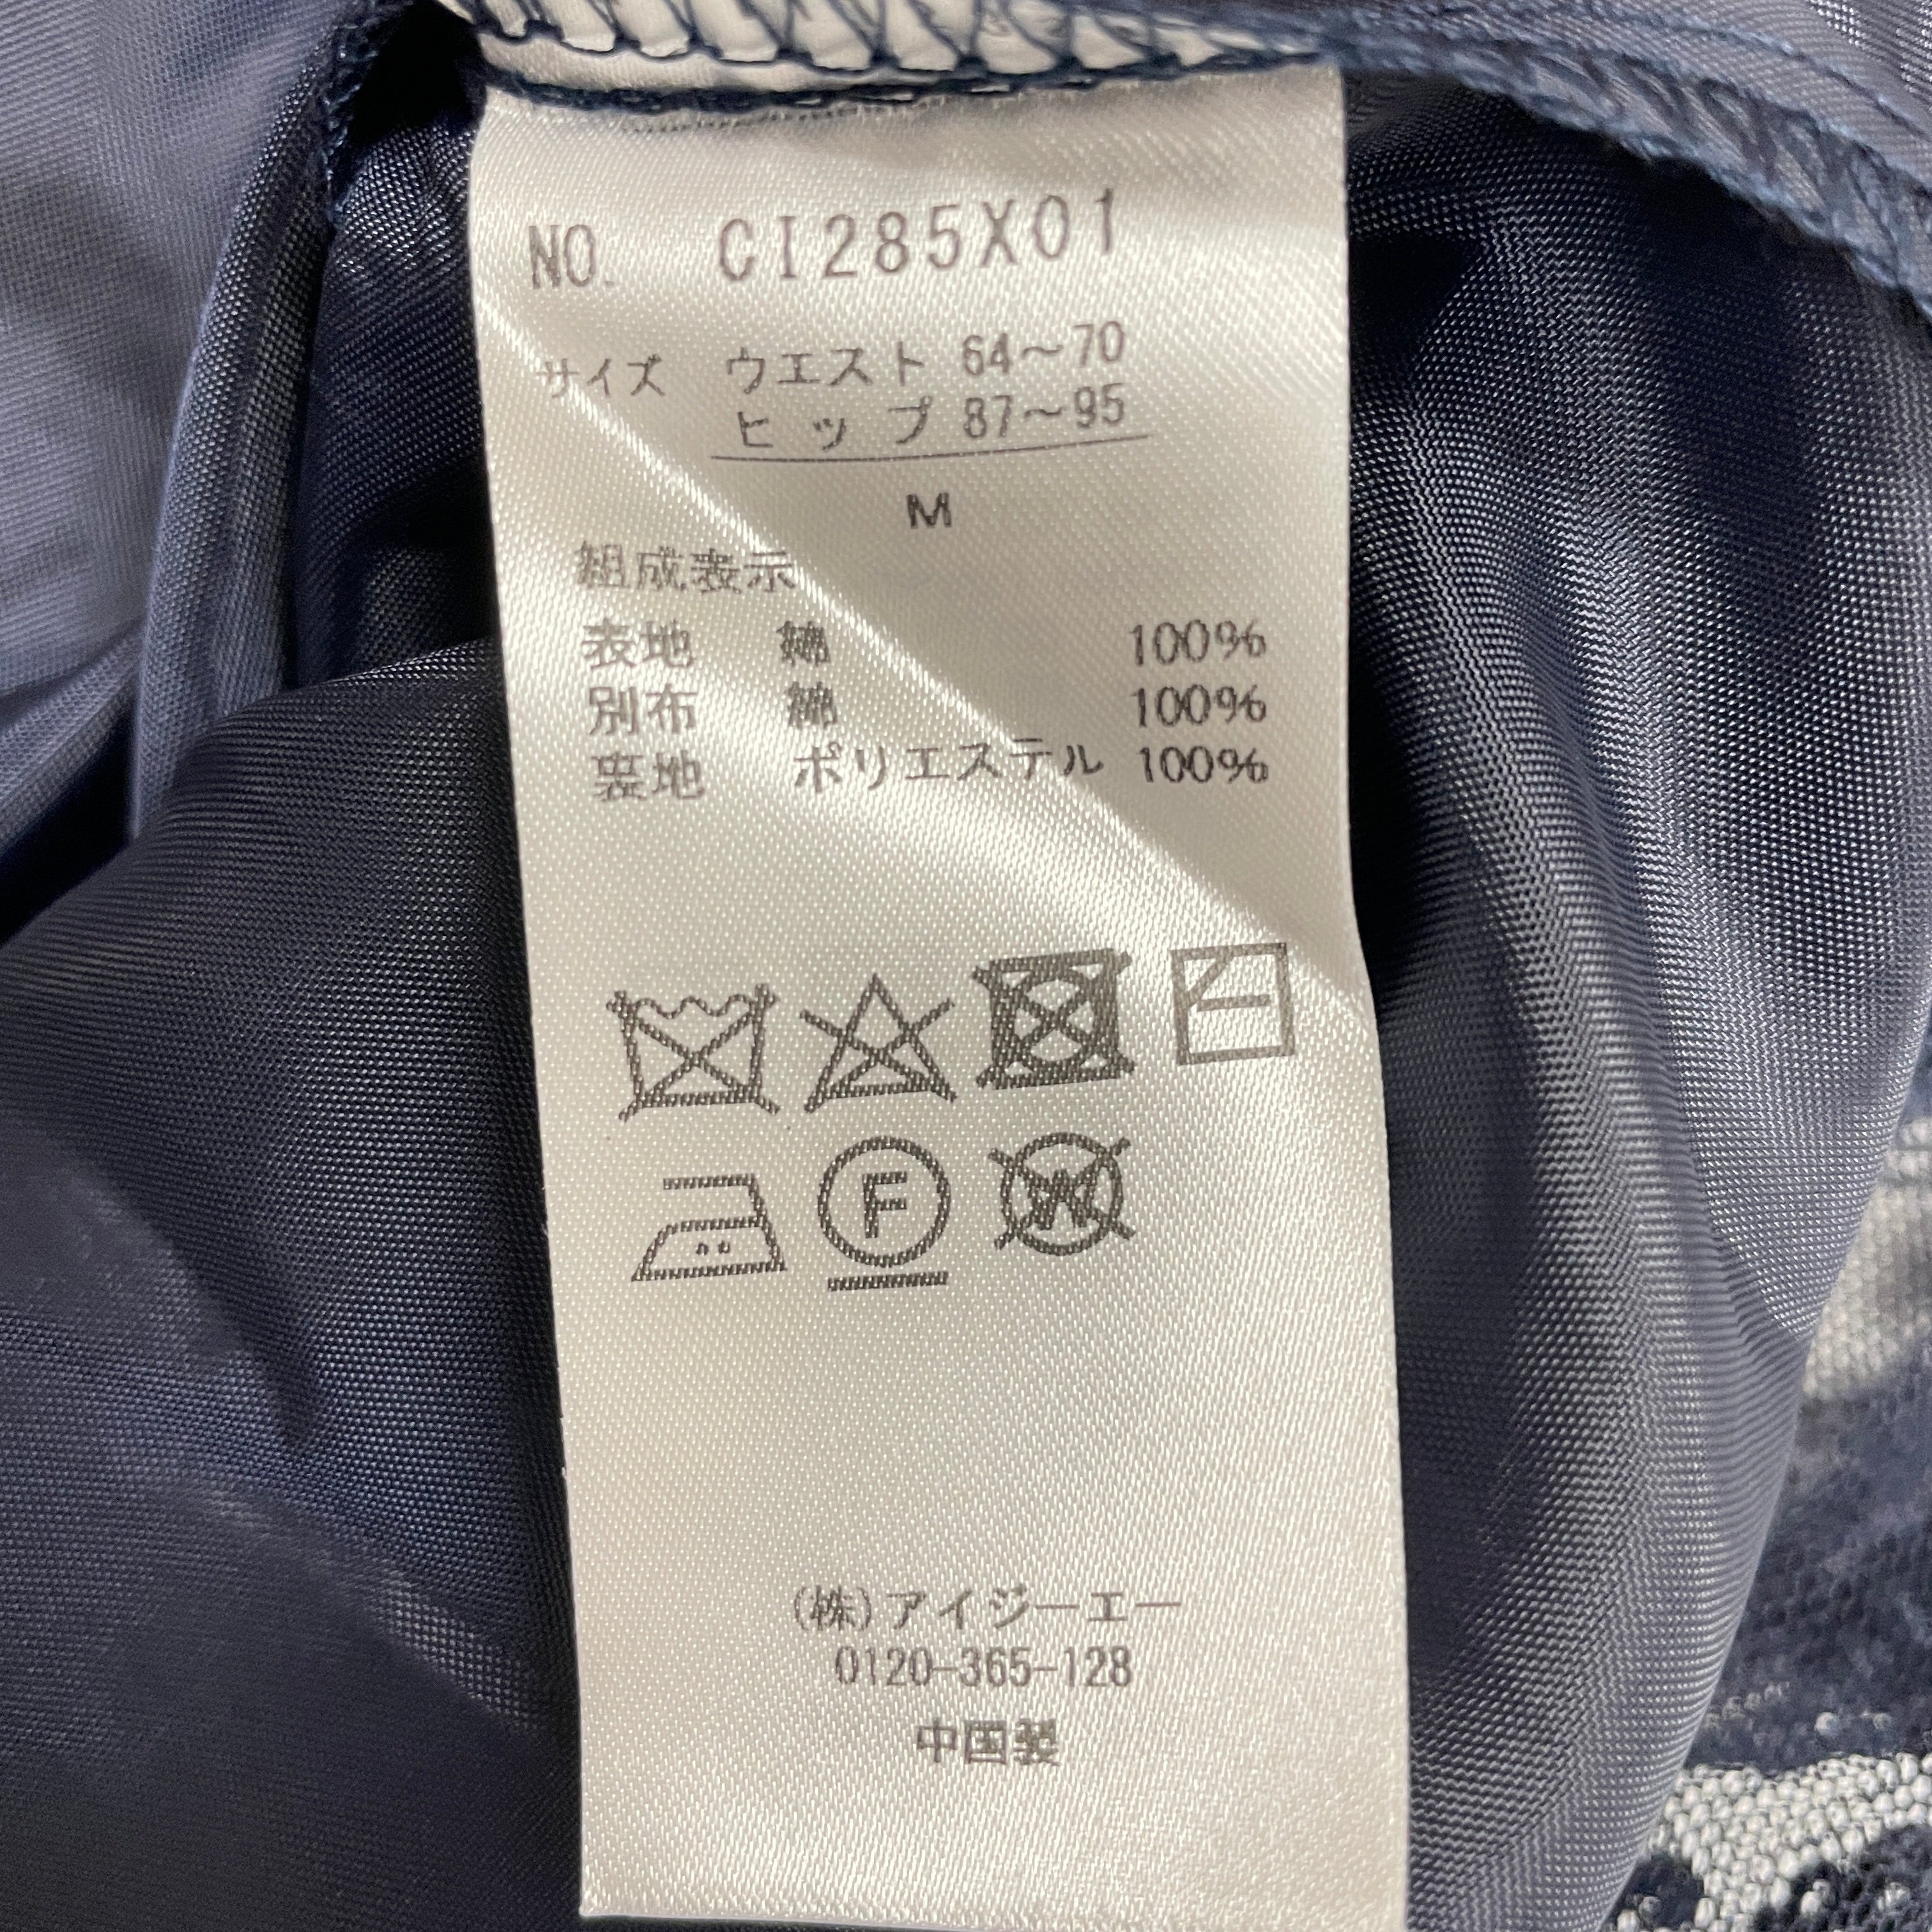 NO. CI285X01
サイズ ウエスト 64〜70
ヒップ 87〜95
M
組成表示
表地 綿 100%
別布 綿 100%
裏地 ポリエステル 100%
F W
(株)アイジーエー
0120-365-128
中国製